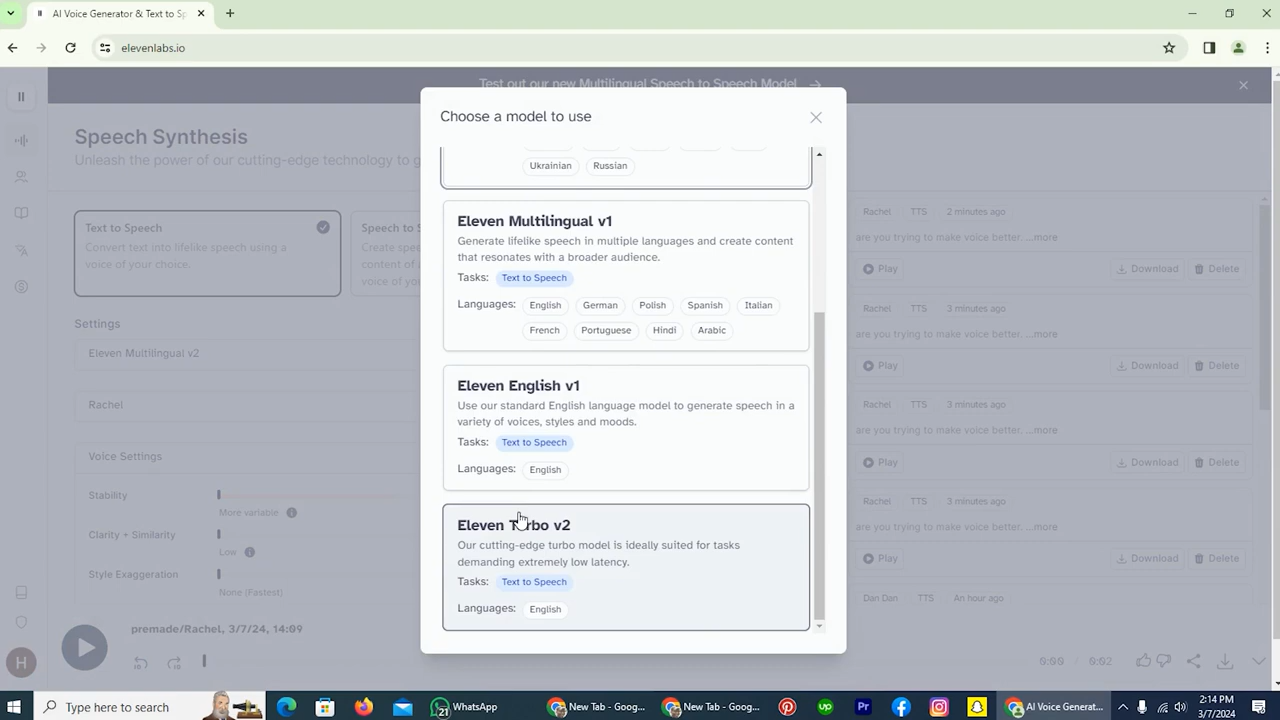 AI Voice Generator & Text to Sp
elevenlabs.io
Test out our new Multilingual Speech to Speech Model
Speech Synthesis
Unleash the power of our cutting-edge technology to g
Text to Speech
Convert text into lifelike speech using a
voice of your choice.
Speech to S
Create speec
content of a
voice of you
Settings
Eleven Multilingual v2
Rachel
Voice Settings
Stability
More variable
Clarity + Similarity
Low
Style Exaggeration
None (Fastest)
Choose a model to use
Ukrainian Russian
Eleven Multilingual v1
Generate lifelike speech in multiple languages and create content
that resonates with a broader audience.
Tasks: Text to Speech
Languages: English German Polish Spanish Italian
French Portuguese Hindi Arabic
Eleven English v1
Use our standard English language model to generate speech in a
variety of voices, styles and moods.
Tasks: Text to Speech
Languages: English
Eleven Turbo v2
Our cutting-edge turbo model is ideally suited for tasks
demanding extremely low latency.
Tasks: Text to Speech
Languages: English
Rachel TTS 2 minutes ago
are you trying to make voice better. ...more
Play Download Delete
Rachel TTS 3 minutes ago
are you trying to make voice better. ...more
Play Download Delete
Rachel TTS 3 minutes ago
are you trying to make voice better. ...more
Play Download Delete
Rachel TTS 3 minutes ago
are you trying to make voice better. ...more
Play Download Delete
Dan Dan TTS An hour ago
premade/Rachel, 3/7/24, 14:09
10 10
0:00 / 0:02
H
Type here to search
21 WhatsApp
New Tab - Goog...
New Tab - Goog...
up
Pr
AI Voice Generator...
2:14 PM
3/7/2024